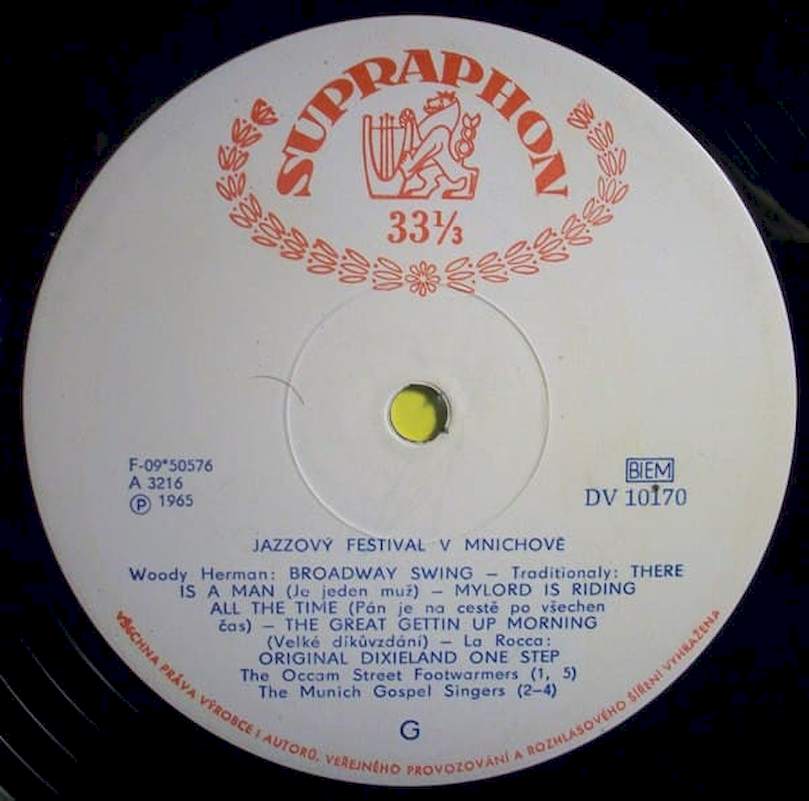 SUPRAPHON
33⅓
F-09*50576
A 3216
Ⓟ 1965
BIEM
DV 10170
JAZZOVÝ FESTIVAL V MNICHOVĚ
Woody Herman: BROADWAY SWING – Traditionaly: THERE
IS A MAN (Je jeden muž) – MYLORD IS RIDING
ALL THE TIME (Pán je na cestě po všechen
čas) – THE GREAT GETTIN UP MORNING
(Velké díkůvzdání) – La Rocca:
ORIGINAL DIXIELAND ONE STEP
The Occam Street Footwarmers (1, 5)
The Munich Gospel Singers (2–4)
G
VŠECHNA PRÁVA VÝROBCE I AUTORŮ, VEŘEJNÉHO PROVOZOVÁNÍ A ROZHLASOVÉHO ŠÍŘENÍ VYHRAŽENA